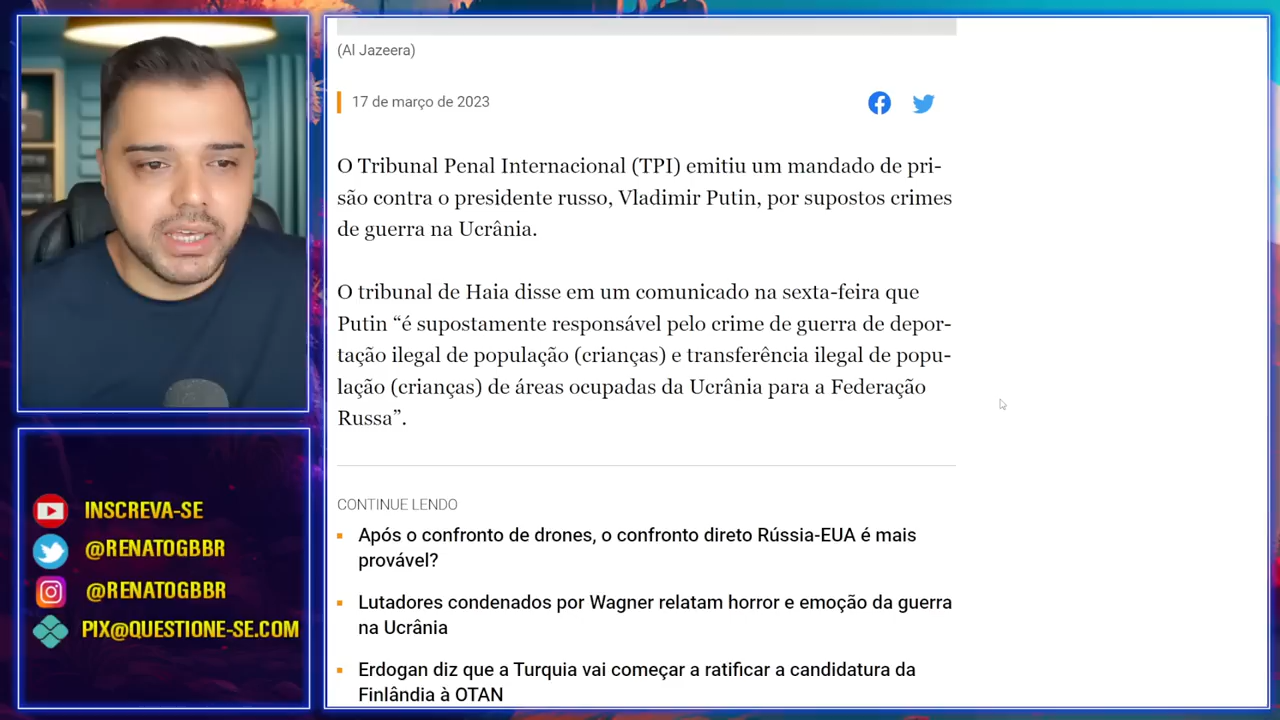 (Al Jazeera)
17 de março de 2023
O Tribunal Penal Internacional (TPI) emitiu um mandado de pri-
são contra o presidente russo, Vladimir Putin, por supostos crimes
de guerra na Ucrânia.
O tribunal de Haia disse em um comunicado na sexta-feira que
Putin “é supostamente responsável pelo crime de guerra de depor-
tação ilegal de população (crianças) e transferência ilegal de popu-
lação (crianças) de áreas ocupadas da Ucrânia para a Federação
Russa”.
CONTINUE LENDO
Após o confronto de drones, o confronto direto Rússia-EUA é mais
provável?
Lutadores condenados por Wagner relatam horror e emoção da guerra
na Ucrânia
Erdogan diz que a Turquia vai começar a ratificar a candidatura da
Finlândia à OTAN
INSCREVA-SE
@RENATOGBBR
@RENATOGBBR
PIX@QUESTIONE-SE.COM